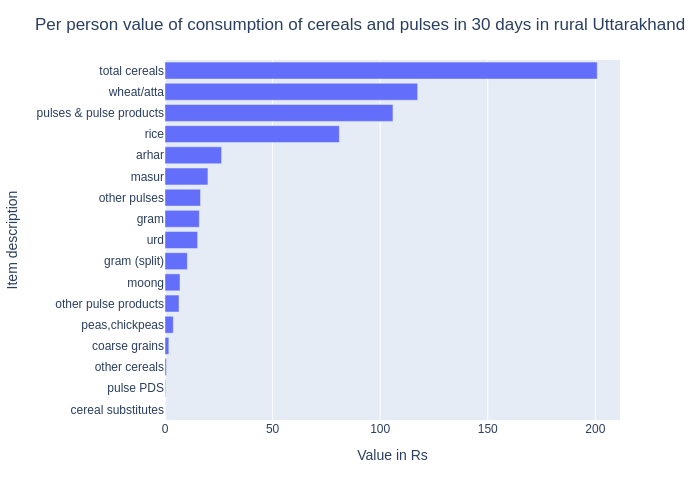 Per person value of consumption of cereals and pulses in 30 days in rural Uttarakhand
total cereals
wheat/atta
pulses & pulse products
rice
arhar
masur
other pulses
gram
urd
gram (split)
moong
other pulse products
peas,chickpeas
coarse grains
other cereals
pulse PDS
cereal substitutes
Item description
0 50 100 150 200
Value in Rs